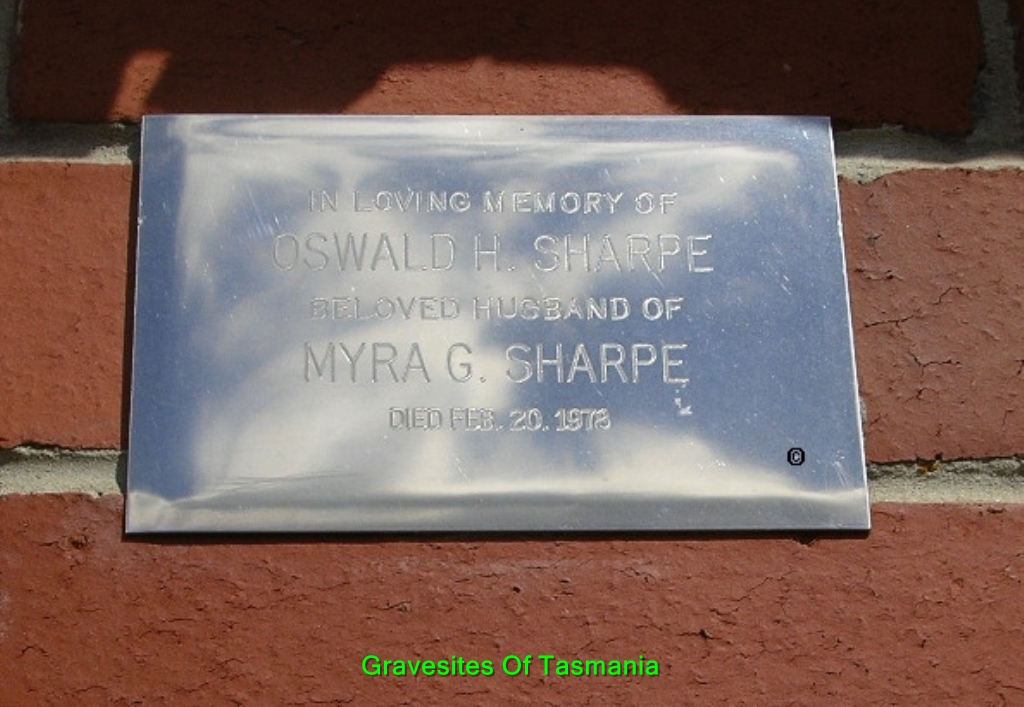 IN LOVING MEMORY OF
OSWALD H. SHARPE
BELOVED HUSBAND OF
MYRA G. SHARPE
DIED FEB. 20. 1978
©
Gravesites Of Tasmania